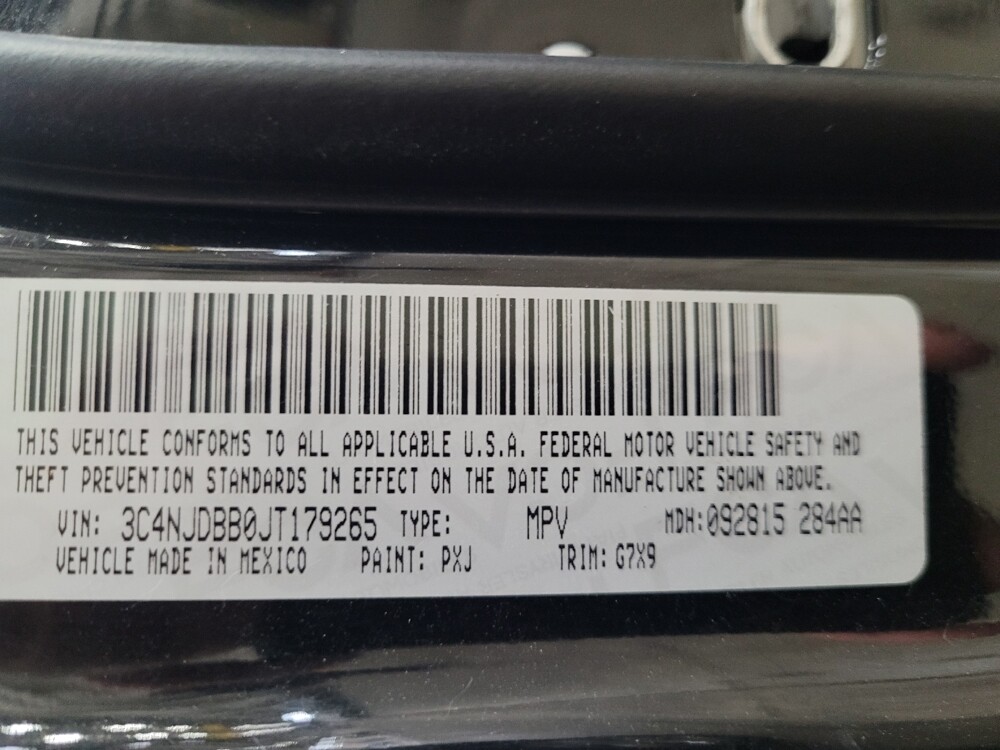 THIS VEHICLE CONFORMS TO ALL APPLICABLE U.S.A. FEDERAL MOTOR VEHICLE SAFETY AND
THEFT PREVENTION STANDARDS IN EFFECT ON THE DATE OF MANUFACTURE SHOWN ABOVE.
VIN: 3C4NJDBB0JT179265 TYPE: MPV MDH:092815 284AA
VEHICLE MADE IN MEXICO PAINT: PXJ TRIM: G7X9